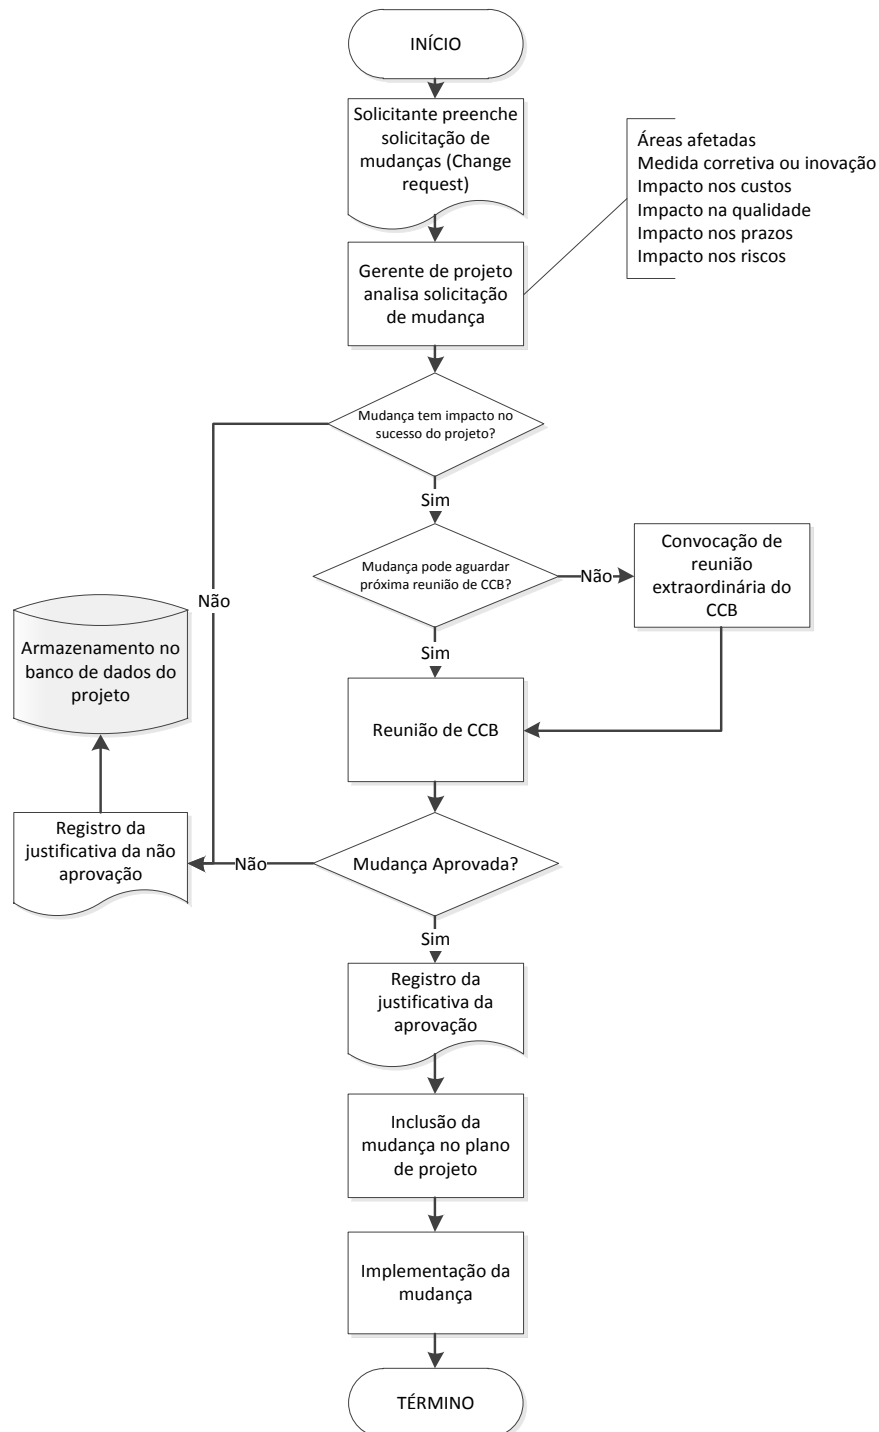 INÍCIO
Solicitante preenche
solicitação de
mudanças (Change
request)
Áreas afetadas
Medida corretiva ou inovação
Impacto nos custos
Impacto na qualidade
Impacto nos prazos
Impacto nos riscos
Gerente de projeto
analisa solicitação
de mudança
Mudança tem impacto no
sucesso do projeto?
Sim
Mudança pode aguardar
próxima reunião de CCB?
Não
Convocação de
reunião
extraordinária do
CCB
Não
Sim
Armazenamento no
banco de dados do
projeto
Reunião de CCB
Registro da
justificativa da não
aprovação
Não
Mudança Aprovada?
Sim
Registro da
justificativa da
aprovação
Inclusão da
mudança no plano
de projeto
Implementação da
mudança
TÉRMINO